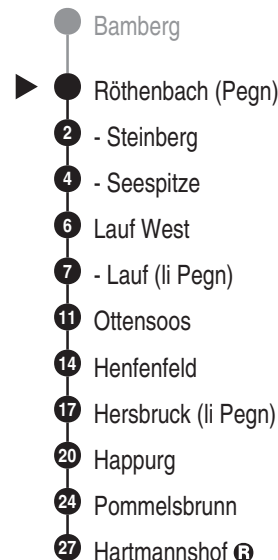 Bamberg
Röthenbach (Pegn)
2 - Steinberg
4 - Seespitze
6 Lauf West
7 - Lauf (li Pegn)
11 Ottensoos
14 Henfenfeld
17 Hersbruck (li Pegn)
20 Happurg
24 Pommelsbrunn
27 Hartmannshof R